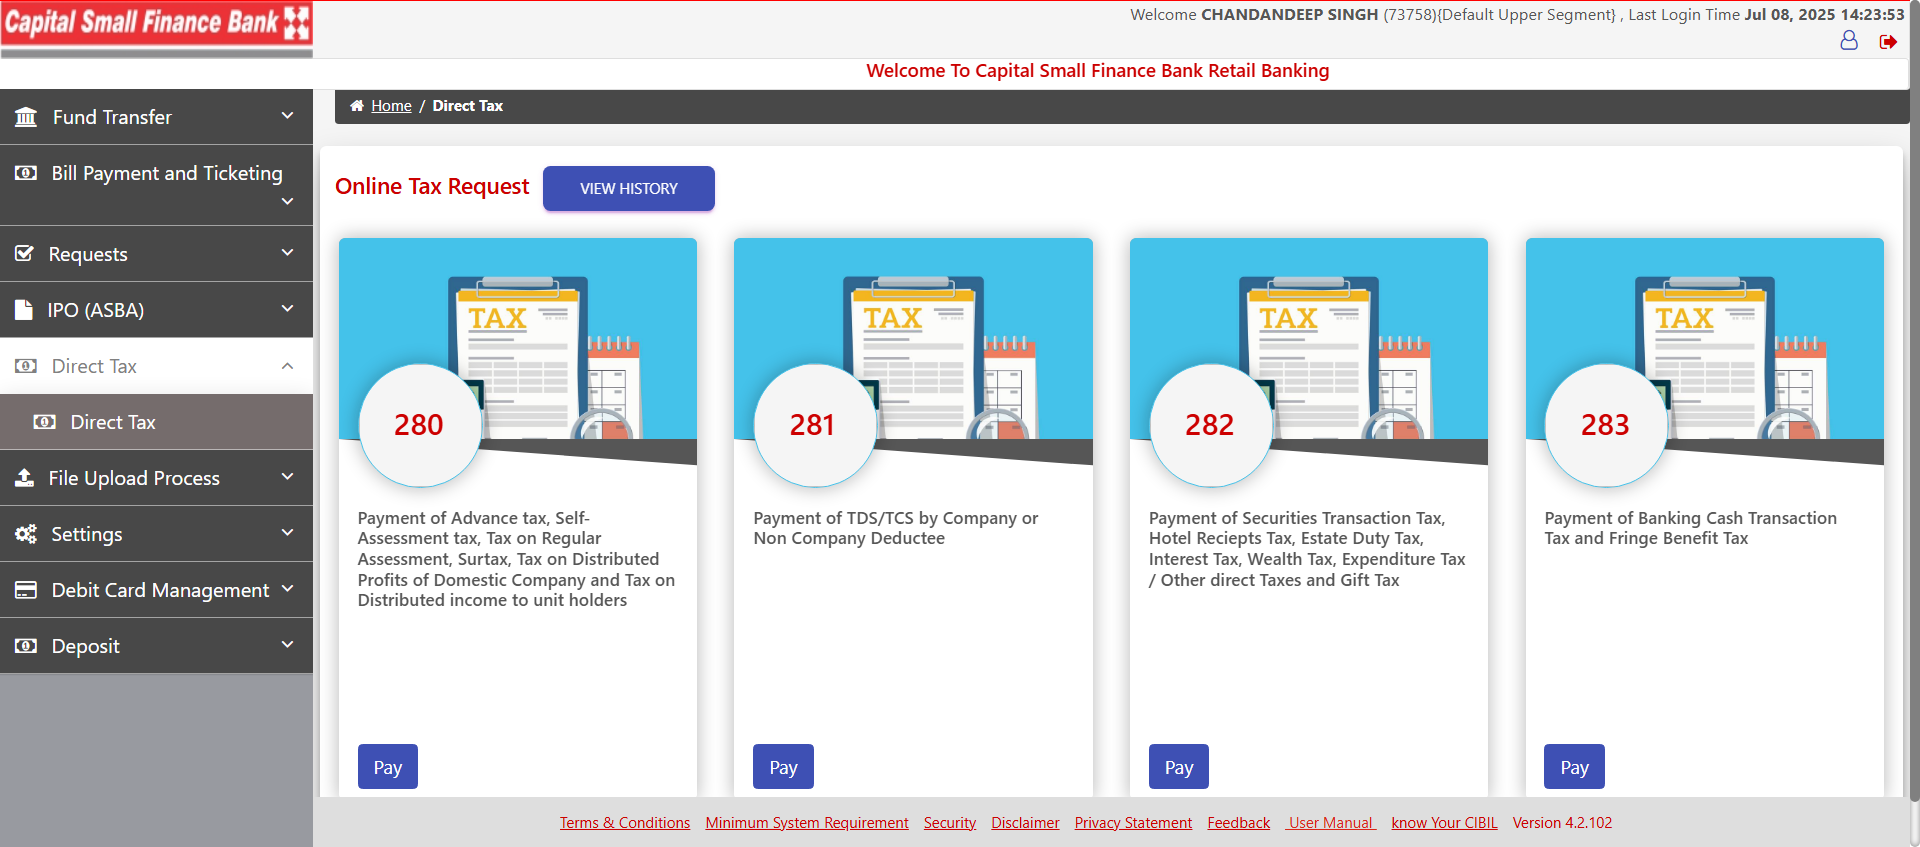 Capital Small Finance Bank
Welcome CHANDANDEEP SINGH (73758){Default Upper Segment} , Last Login Time Jul 08, 2025 14:23:53
Welcome To Capital Small Finance Bank Retail Banking
Fund Transfer
Bill Payment and Ticketing
Requests
IPO (ASBA)
Direct Tax
Direct Tax
File Upload Process
Settings
Debit Card Management
Deposit
Home / Direct Tax
Online Tax Request
VIEW HISTORY
TAX
280
Payment of Advance tax, Self-
Assessment tax, Tax on Regular
Assessment, Surtax, Tax on Distributed
Profits of Domestic Company and Tax on
Distributed income to unit holders
Pay
TAX
281
Payment of TDS/TCS by Company or
Non Company Deductee
Pay
TAX
282
Payment of Securities Transaction Tax,
Hotel Reciepts Tax, Estate Duty Tax,
Interest Tax, Wealth Tax, Expenditure Tax
/ Other direct Taxes and Gift Tax
Pay
TAX
283
Payment of Banking Cash Transaction
Tax and Fringe Benefit Tax
Pay
Terms & Conditions Minimum System Requirement Security Disclaimer Privacy Statement Feedback User Manual know Your CIBIL Version 4.2.102